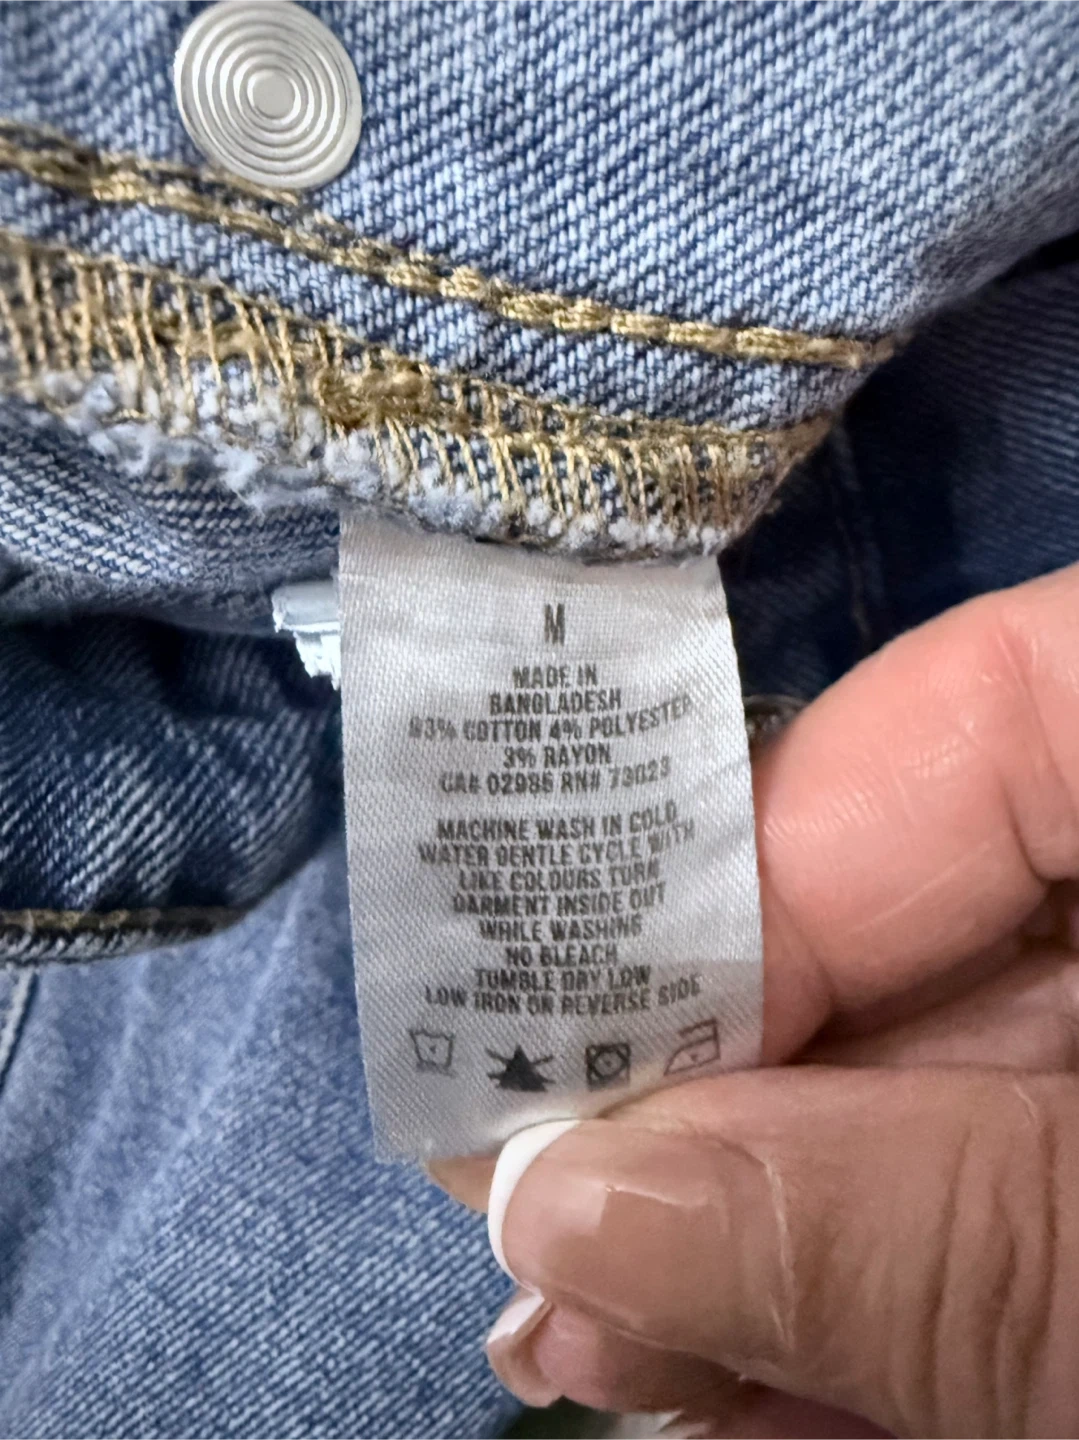 M
MADE IN
BANGLADESH
93% COTTON 4% POLYESTER
3% RAYON
CA# 02986 RN# 73023
MACHINE WASH IN COLD
WATER GENTLE CYCLE WITH
LIKE COLOURS TURN
GARMENT INSIDE OUT
WHILE WASHING
NO BLEACH
TUMBLE DRY LOW
LOW IRON ON REVERSE SIDE